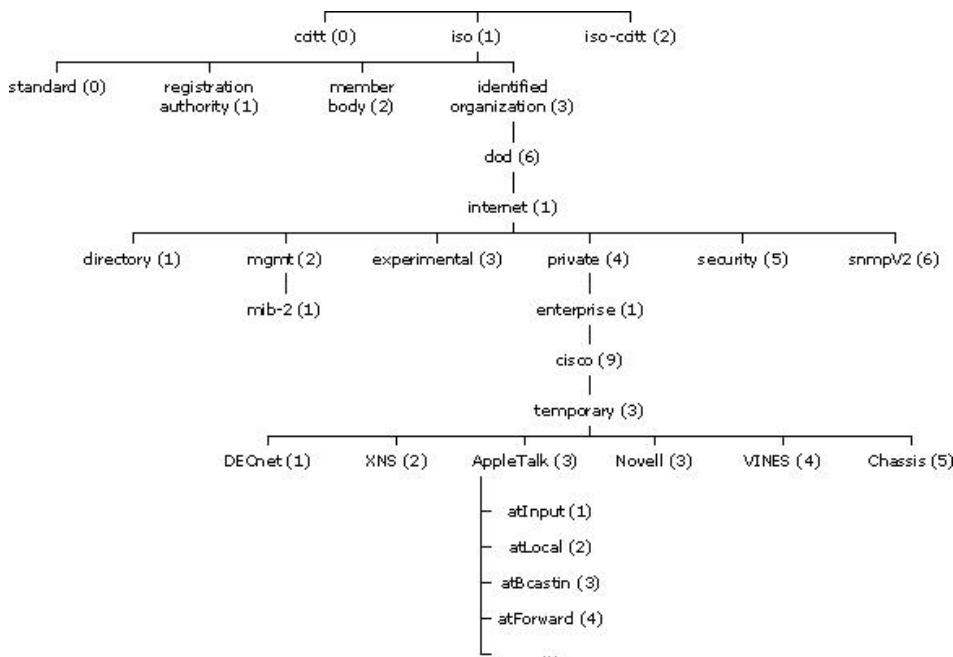 ccitt (0) iso (1) iso-ccitt (2)
standard (0) registration authority (1) member body (2) identified organization (3)
dod (6)
internet (1)
directory (1) mgmt (2) experimental (3) private (4) security (5) snmpV2 (6)
mib-2 (1) enterprise (1)
cisco (9)
temporary (3)
DECnet (1) XNS (2) AppleTalk (3) Novell (3) VINES (4) Chassis (5)
atInput (1)
atLocal (2)
atBcastin (3)
atForward (4)